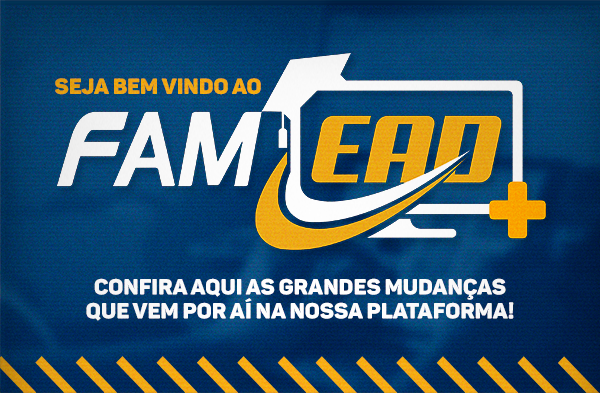 SEJA BEM VINDO AO
FAM EAD+
CONFIRA AQUI AS GRANDES MUDANÇAS
QUE VEM POR AÍ NA NOSSA PLATAFORMA!